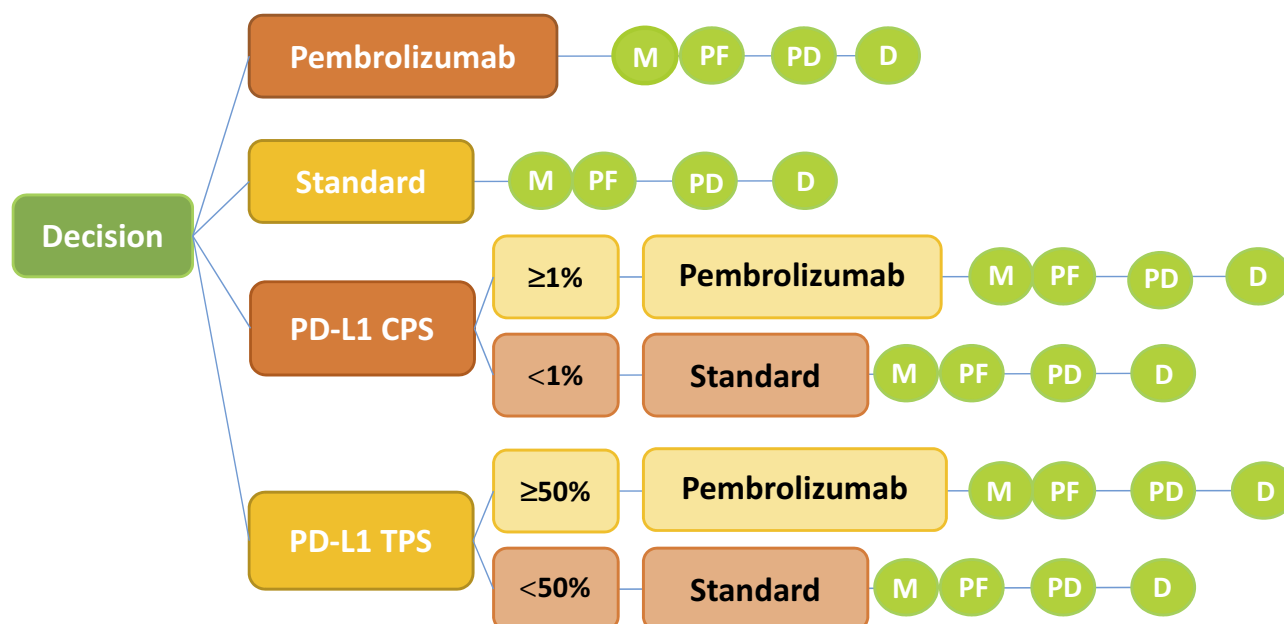 Pembrolizumab
M PF PD D
Standard
M PF PD D
Decision
PD-L1 CPS
≥1%
Pembrolizumab
M PF PD D
<1%
Standard
M PF PD D
PD-L1 TPS
≥50%
Pembrolizumab
M PF PD D
<50%
Standard
M PF PD D